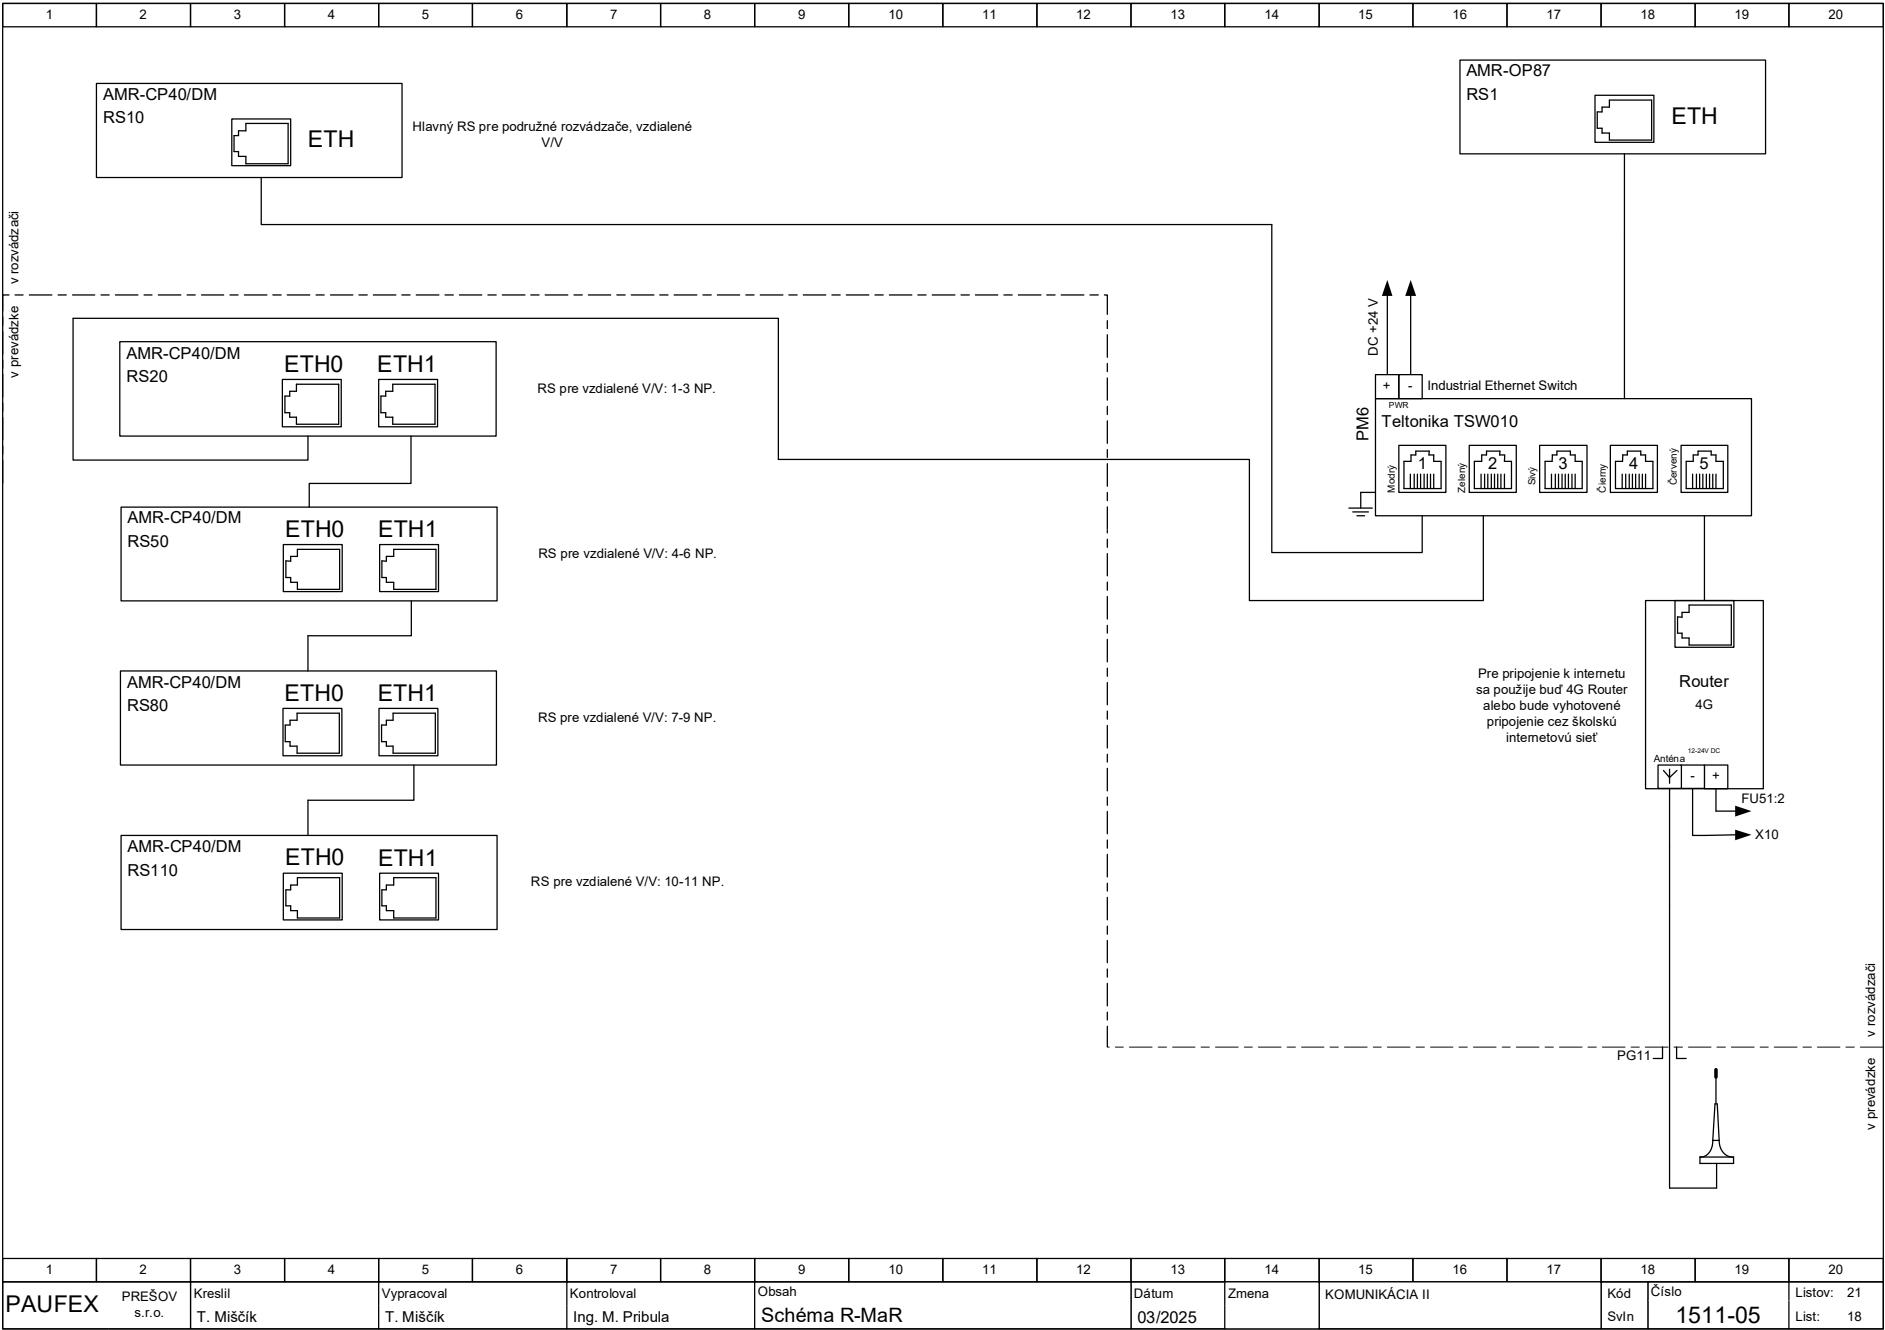 1 2 3 4 5 6 7 8 9 10 11 12 13 14 15 16 17 18 19 20
AMR-CP40/DM
RS10
ETH
Hlavný RS pre podružné rozvádzače, vzdialené
V/V
AMR-OP87
RS1
ETH
v rozvádzači
v prevádzke
AMR-CP40/DM
RS20
ETH0 ETH1
RS pre vzdialené V/V: 1-3 NP.
AMR-CP40/DM
RS50
ETH0 ETH1
RS pre vzdialené V/V: 4-6 NP.
AMR-CP40/DM
RS80
ETH0 ETH1
RS pre vzdialené V/V: 7-9 NP.
AMR-CP40/DM
RS110
ETH0 ETH1
RS pre vzdialené V/V: 10-11 NP.
DC +24 V
+ -
Industrial Ethernet Switch
PWR
PM6
Teltonika TSW010
Modrý 1 Zelený 2 Sivý 3 Čierny 4 Červený 5
Pre pripojenie k internetu
sa použije buď 4G Router
alebo bude vyhotovené
pripojenie cez školskú
internetovú sieť
Router
4G
12-24V DC
Anténa
- +
FU51:2
X10
v rozvádzači
v prevádzke
PG11
1 2 3 4 5 6 7 8 9 10 11 12 13 14 15 16 17 18 19 20
PAUFEX
PREŠOV
s.r.o.
Kreslil
T. Miščík
Vypracoval
T. Miščík
Kontroloval
Ing. M. Pribula
Obsah
Schéma R-MaR
Dátum
03/2025
Zmena
KOMUNIKÁCIA II
Kód
SvIn
Číslo
1511-05
Listov: 21
List: 18